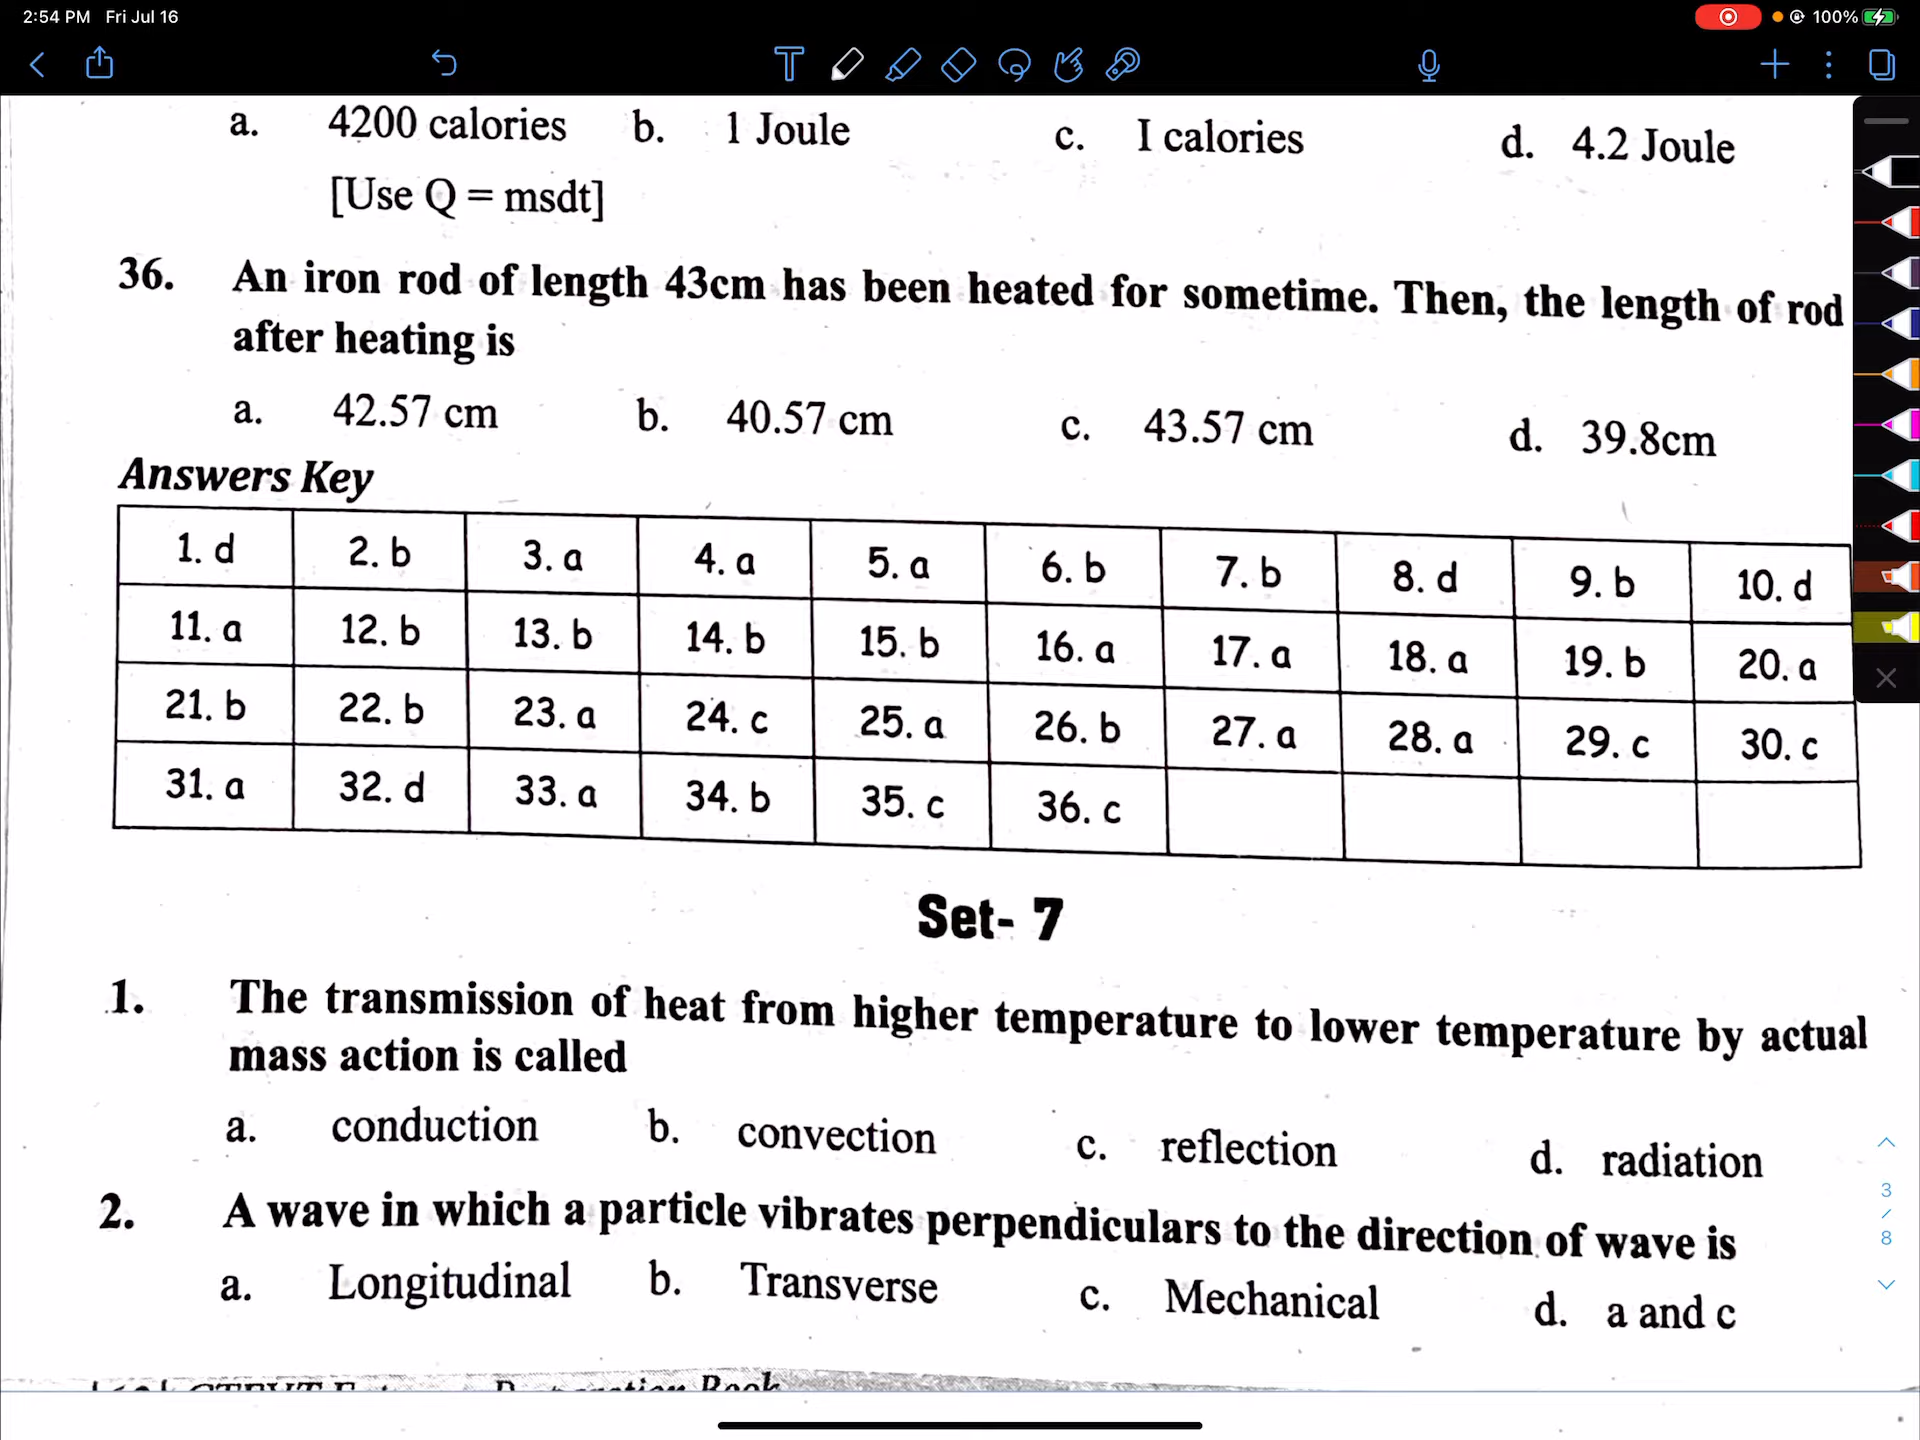 2:54 PM Fri Jul 16
100%
a. 4200 calories b. 1 Joule c. I calories d. 4.2 Joule
[Use Q = msdt]
36. An iron rod of length 43cm has been heated for sometime. Then, the length of rod
after heating is
a. 42.57 cm b. 40.57 cm c. 43.57 cm d. 39.8cm
Answers Key
1. d 2. b 3. a 4. a 5. a 6. b 7. b 8. d 9. b 10. d
11. a 12. b 13. b 14. b 15. b 16. a 17. a 18. a 19. b 20. a
21. b 22. b 23. a 24. c 25. a 26. b 27. a 28. a 29. c 30. c
31. a 32. d 33. a 34. b 35. c 36. c
Set- 7
1. The transmission of heat from higher temperature to lower temperature by actual
mass action is called
a. conduction b. convection c. reflection d. radiation
2. A wave in which a particle vibrates perpendiculars to the direction of wave is
a. Longitudinal b. Transverse c. Mechanical d. a and c
3 / 8
Book